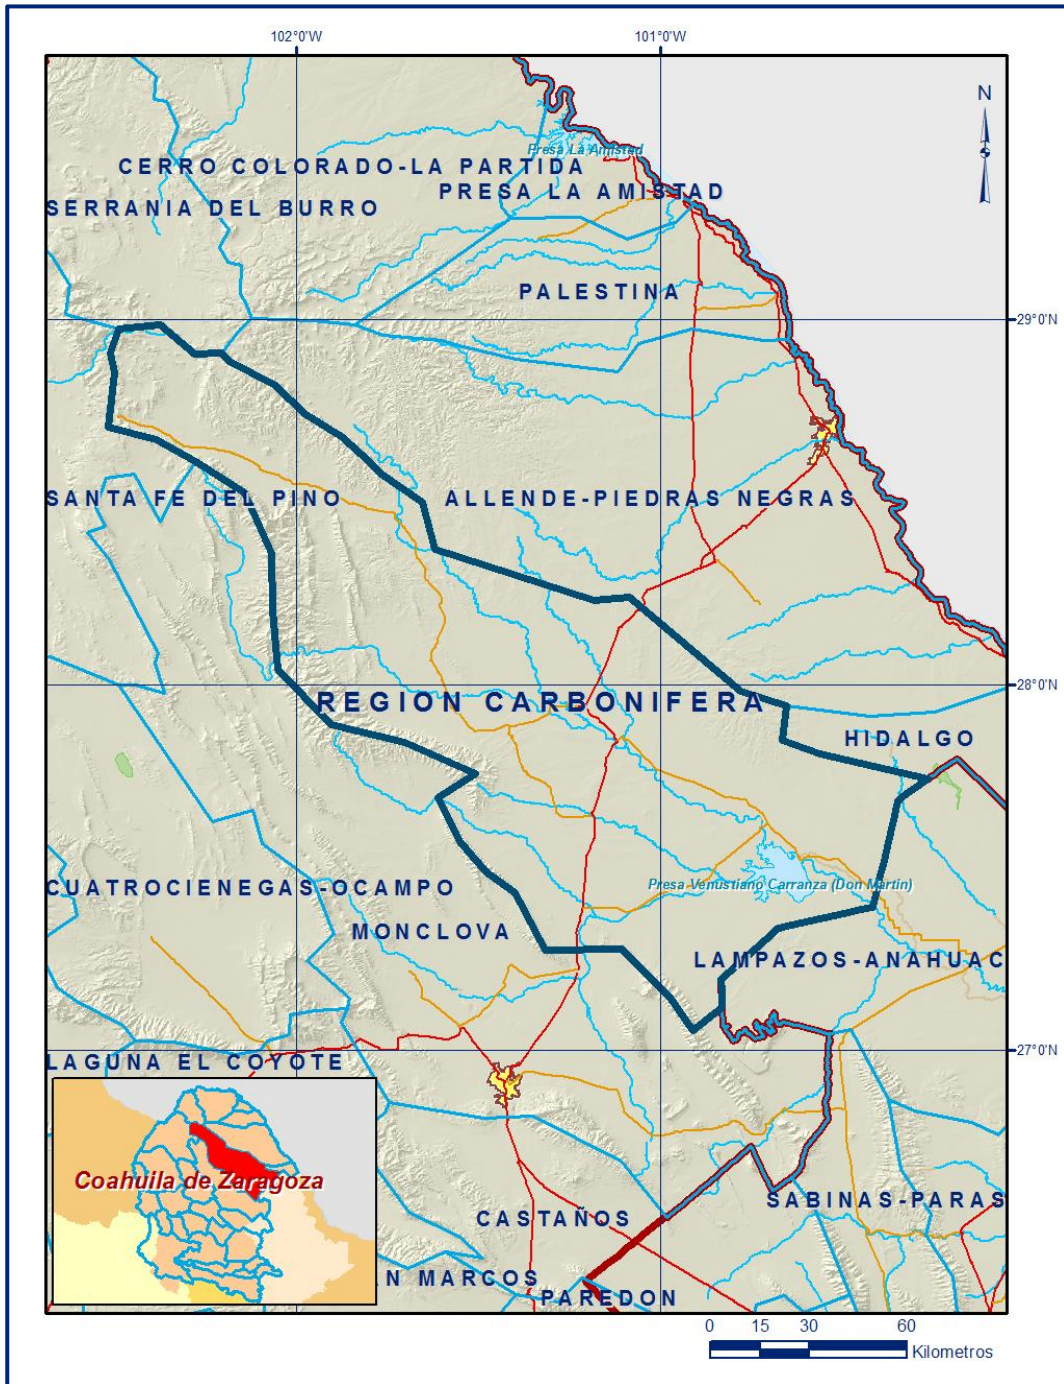 102°0'W
101°0'W
N
Presa La Amistad
CERRO COLORADO-LA PARTIDA
PRESA LA AMISTAD
SERRANIA DEL BURRO
PALESTINA
29°0'N
SANTA FE DEL PINO
ALLENDE-PIEDRAS NEGRAS
28°0'N
REGION CARBONIFERA
HIDALGO
CUATROCIENEGAS-OCAMPO
Presa Venustiano Carranza (Don Martín)
MONCLOVA
LAMPAZOS-ANAHUAC
27°0'N
LAGUNA EL COYOTE
Coahuila de Zaragoza
SABINAS-PARAS
CASTAÑOS
AN MARCOS
PAREDON
0 15 30 60
Kilometros